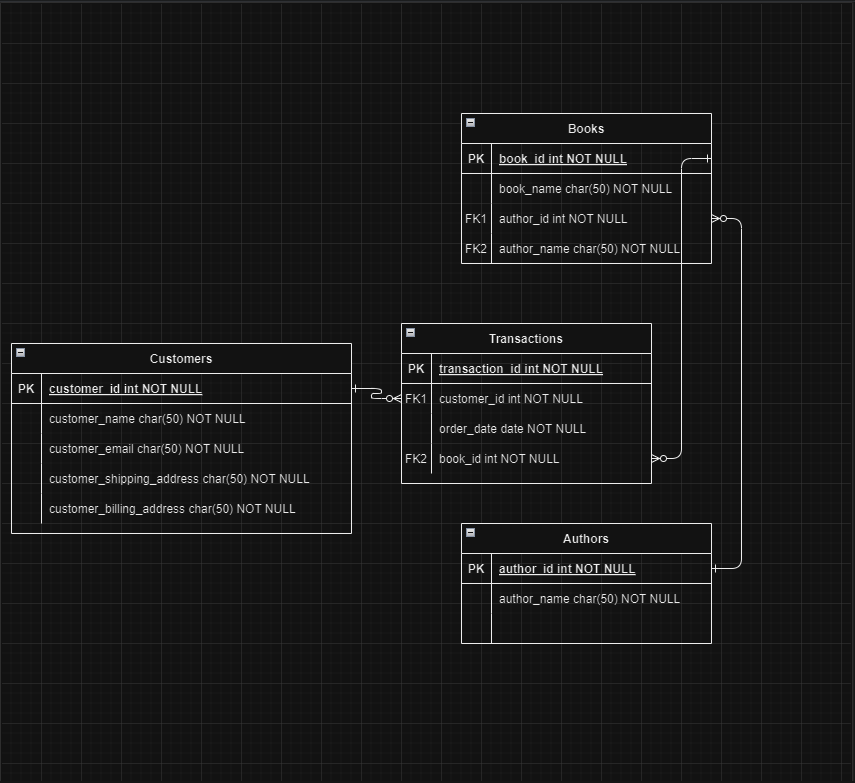 Books
PK book_id int NOT NULL
book_name char(50) NOT NULL
FK1 author_id int NOT NULL
FK2 author_name char(50) NOT NULL
Transactions
PK transaction_id int NOT NULL
FK1 customer_id int NOT NULL
order_date date NOT NULL
FK2 book_id int NOT NULL
Customers
PK customer_id int NOT NULL
customer_name char(50) NOT NULL
customer_email char(50) NOT NULL
customer_shipping_address char(50) NOT NULL
customer_billing_address char(50) NOT NULL
Authors
PK author_id int NOT NULL
author_name char(50) NOT NULL